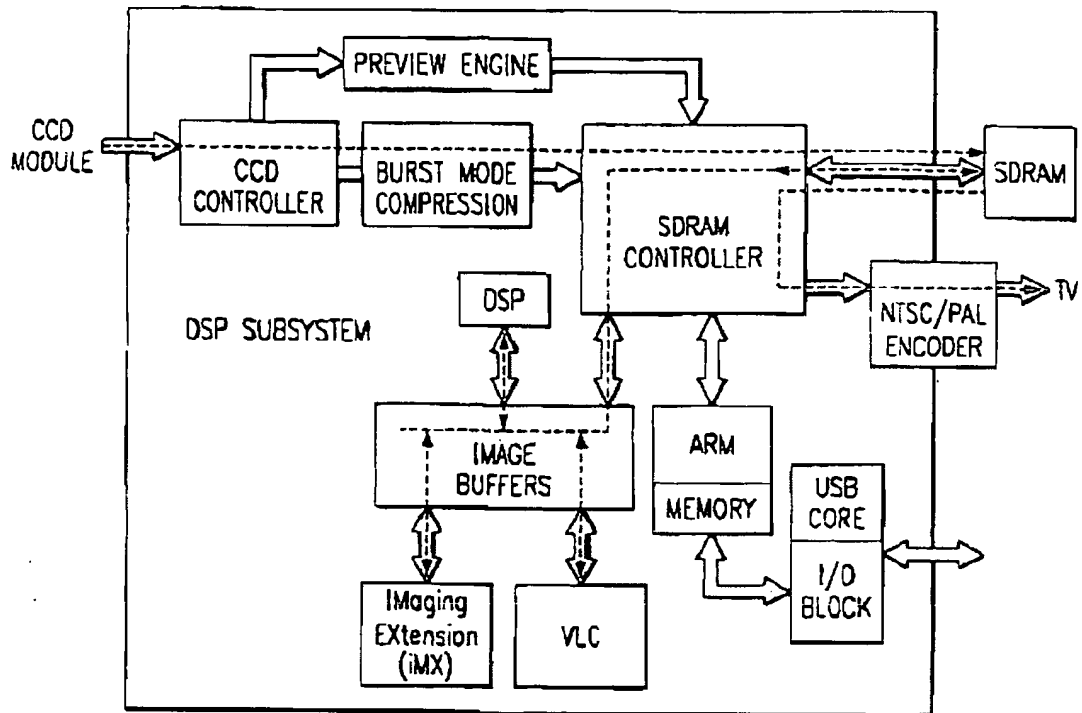 PREVIEW ENGINE
CCD
MODULE
CCD
CONTROLLER
BURST MODE
COMPRESSION
SDRAM
CONTROLLER
SDRAM
NTSC/PAL
ENCODER
TV
DSP SUBSYSTEM
DSP
IMAGE
BUFFERS
ARM
MEMORY
USB
CORE
I/O
BLOCK
IMaging
EXtension
(iMX)
VLC